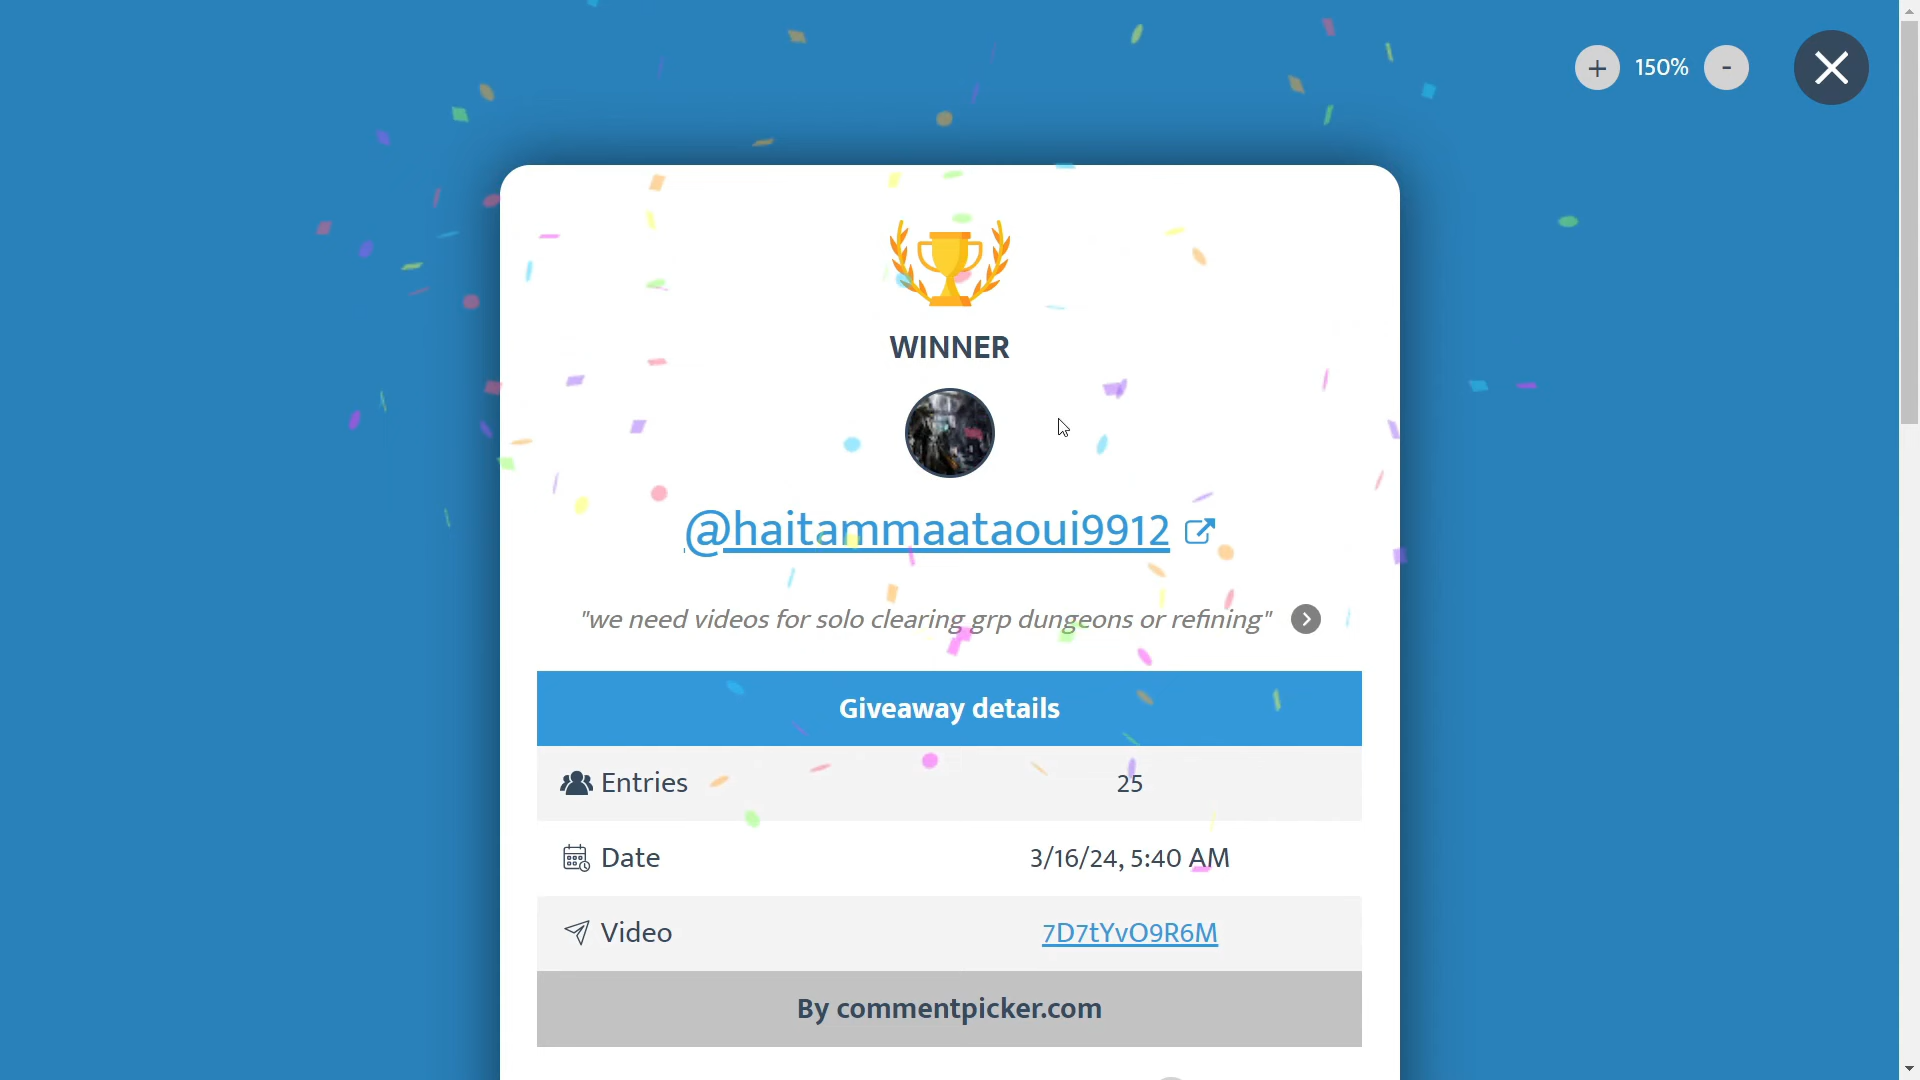 + 150% -
WINNER
@haitammaataoui9912
"we need videos for solo clearing grp dungeons or refining"
Giveaway details
Entries 25
Date 3/16/24, 5:40 AM
Video 7D7tYvO9R6M
By commentpicker.com